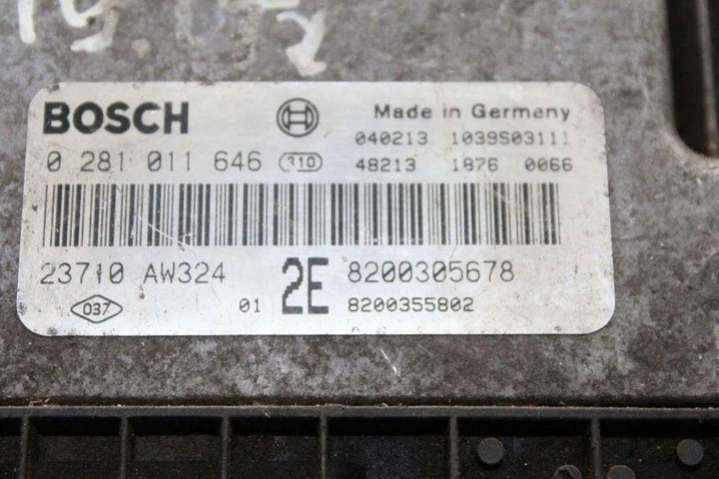 BOSCH Made in Germany
040213 1039S03111
0 281 011 646 310 48213 1876 0066
23710 AW324 2E 8200305678
037 01 8200355802